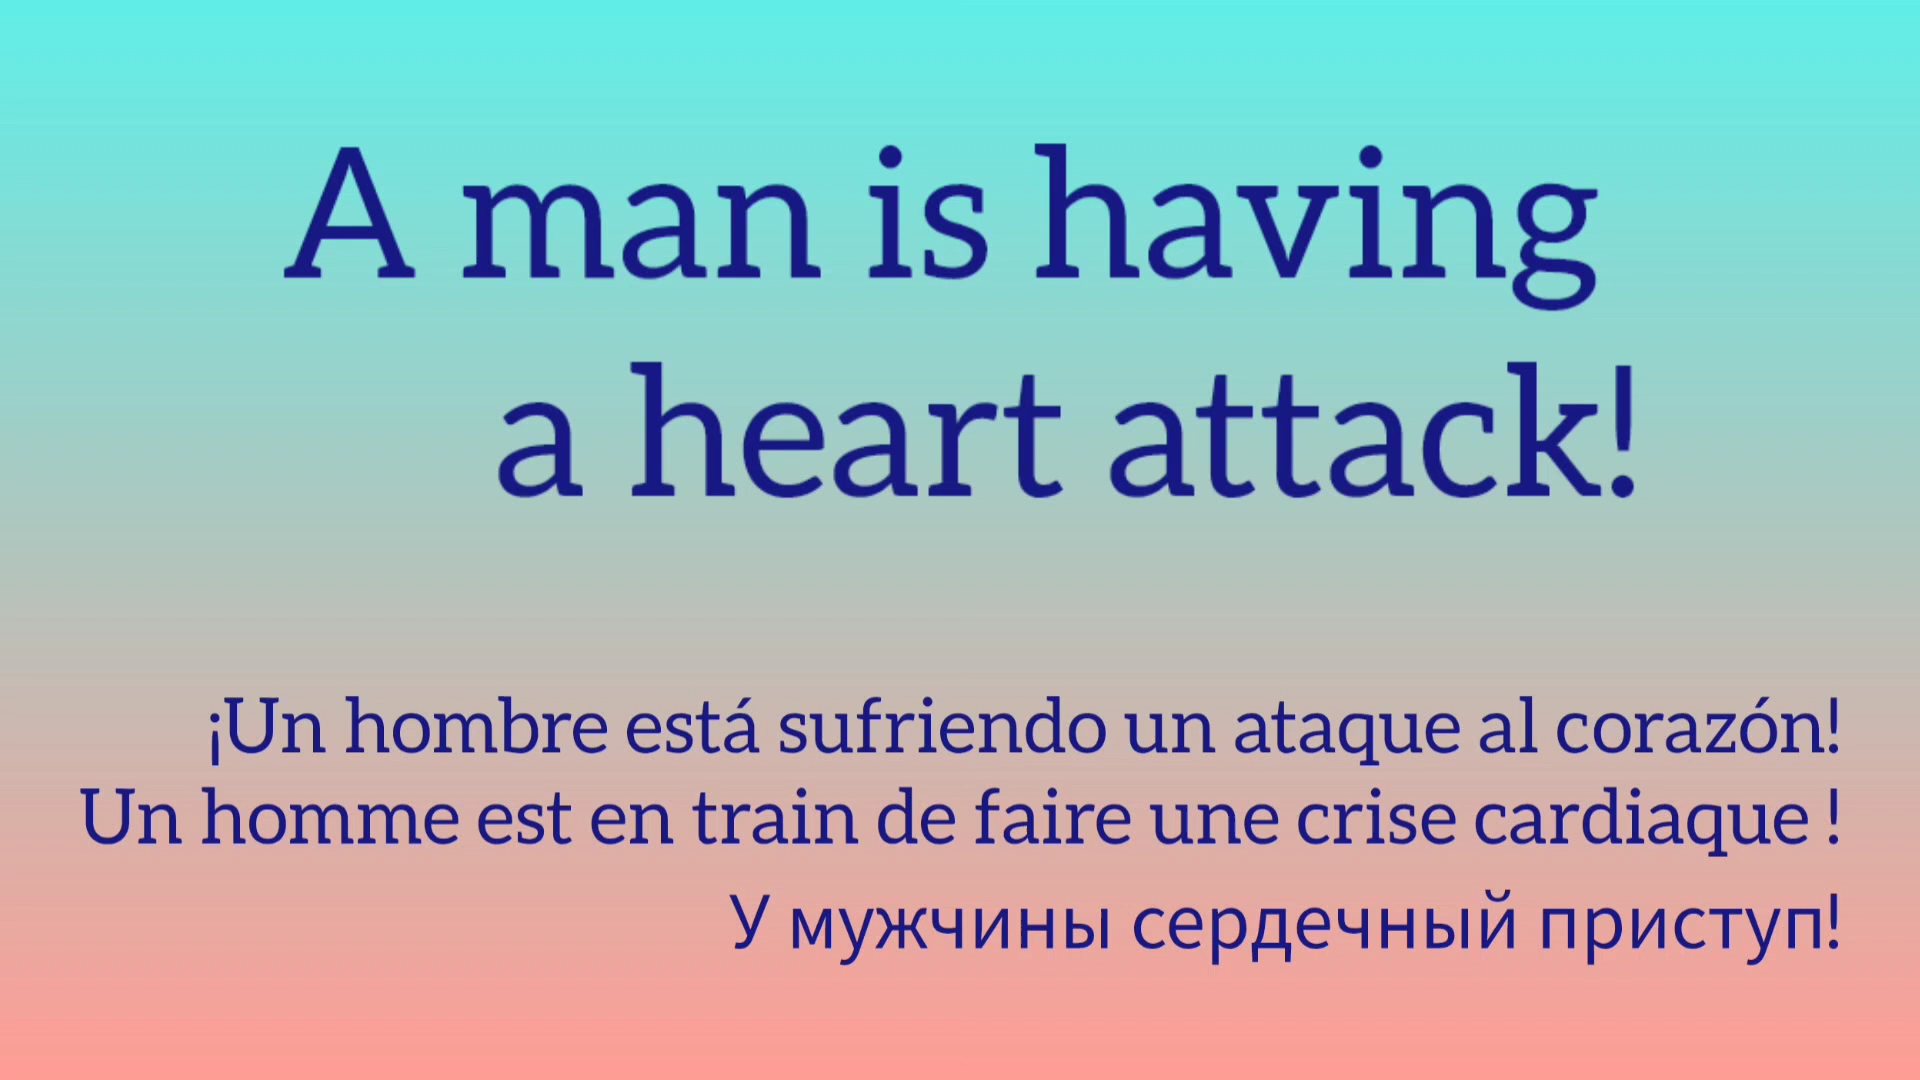 A man is having
a heart attack!
¡Un hombre está sufriendo un ataque al corazón!
Un homme est en train de faire une crise cardiaque !
У мужчины сердечный приступ!